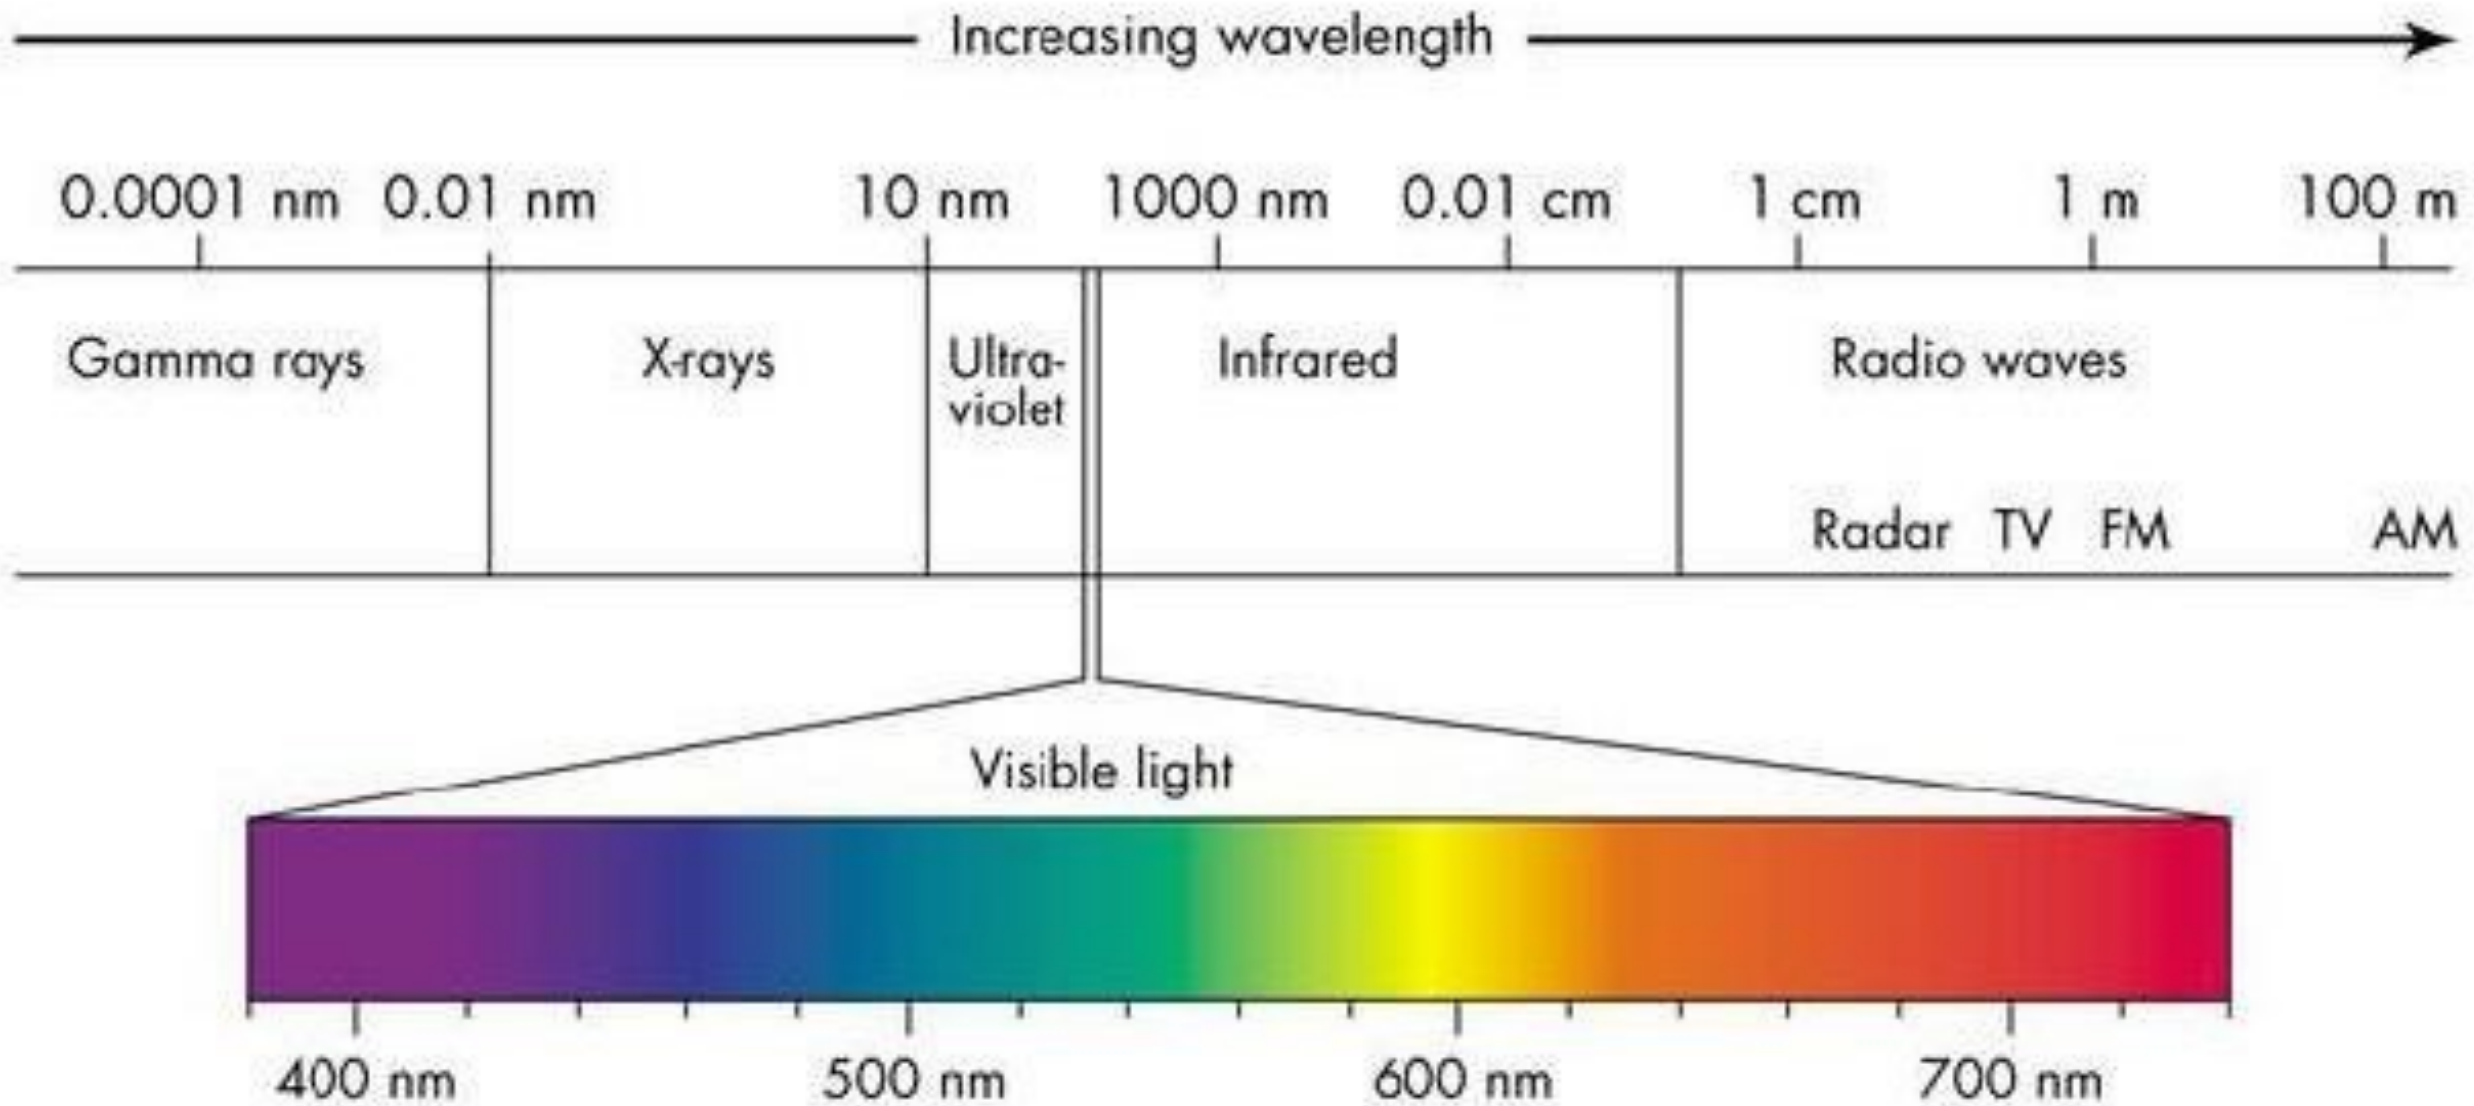 Increasing wavelength
0.0001 nm 0.01 nm 10 nm 1000 nm 0.01 cm 1 cm 1 m 100 m
Gamma rays X-rays Ultra- Infrared Radio waves
violet
Radar TV FM AM
Visible light
400 nm 500 nm 600 nm 700 nm